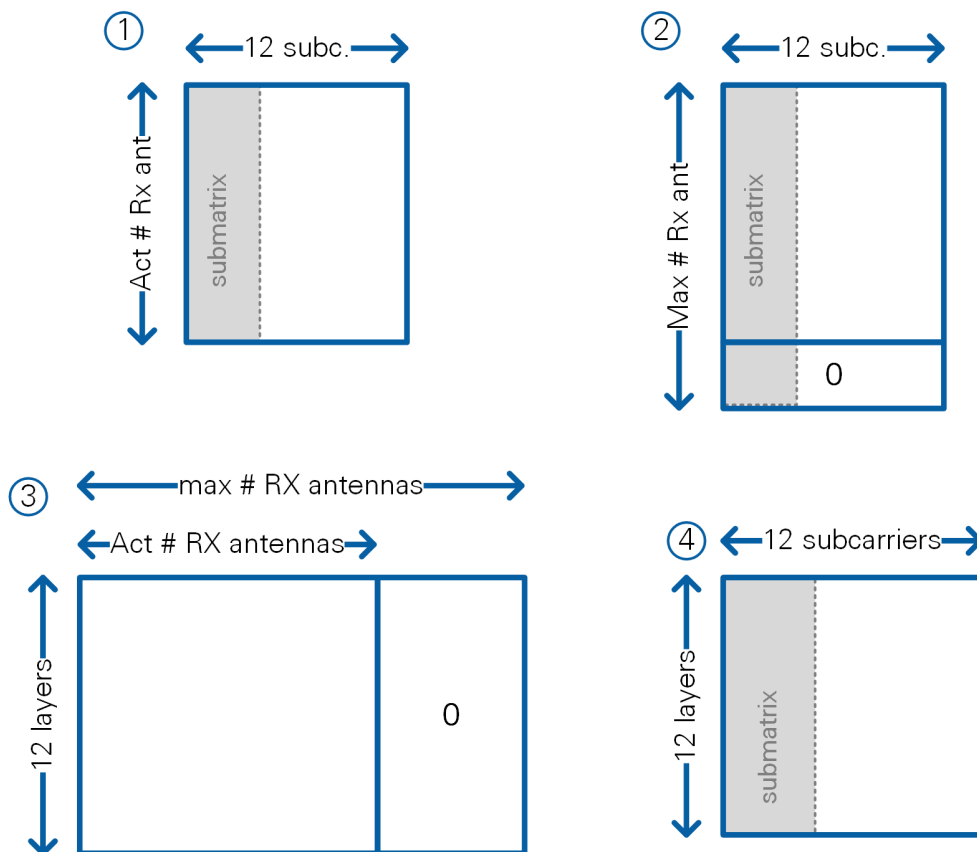 1
12 subc.
Act # Rx ant
submatrix
2
12 subc.
Max # Rx ant
submatrix
0
3
max # RX antennas
Act # RX antennas
12 layers
0
4
12 subcarriers
12 layers
submatrix